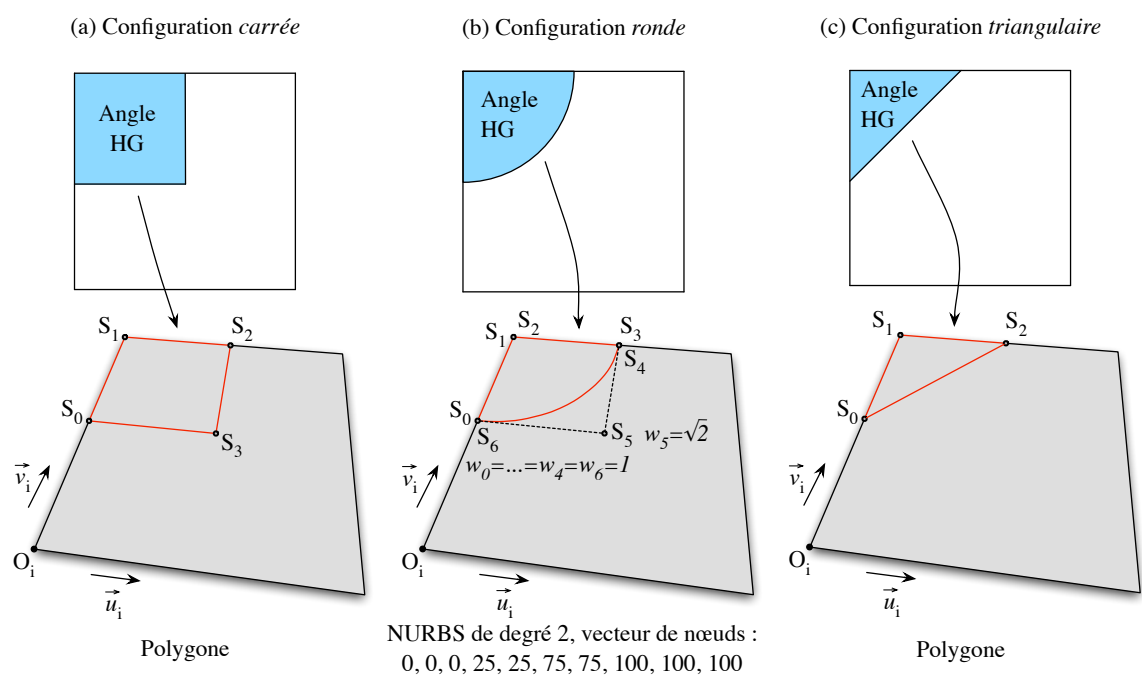 (a) Configuration carrée
(b) Configuration ronde
(c) Configuration triangulaire
Angle
HG
Angle
HG
Angle
HG
S1
S2
S0
S3
v⃗i
Oi
u⃗i
Polygone
S1
S2
S3
S4
S0
S6
S5
w5=√2
w0=...=w4=w6=1
v⃗i
Oi
u⃗i
NURBS de degré 2, vecteur de nœuds :
0, 0, 0, 25, 25, 75, 75, 100, 100, 100
S1
S2
S0
v⃗i
Oi
u⃗i
Polygone